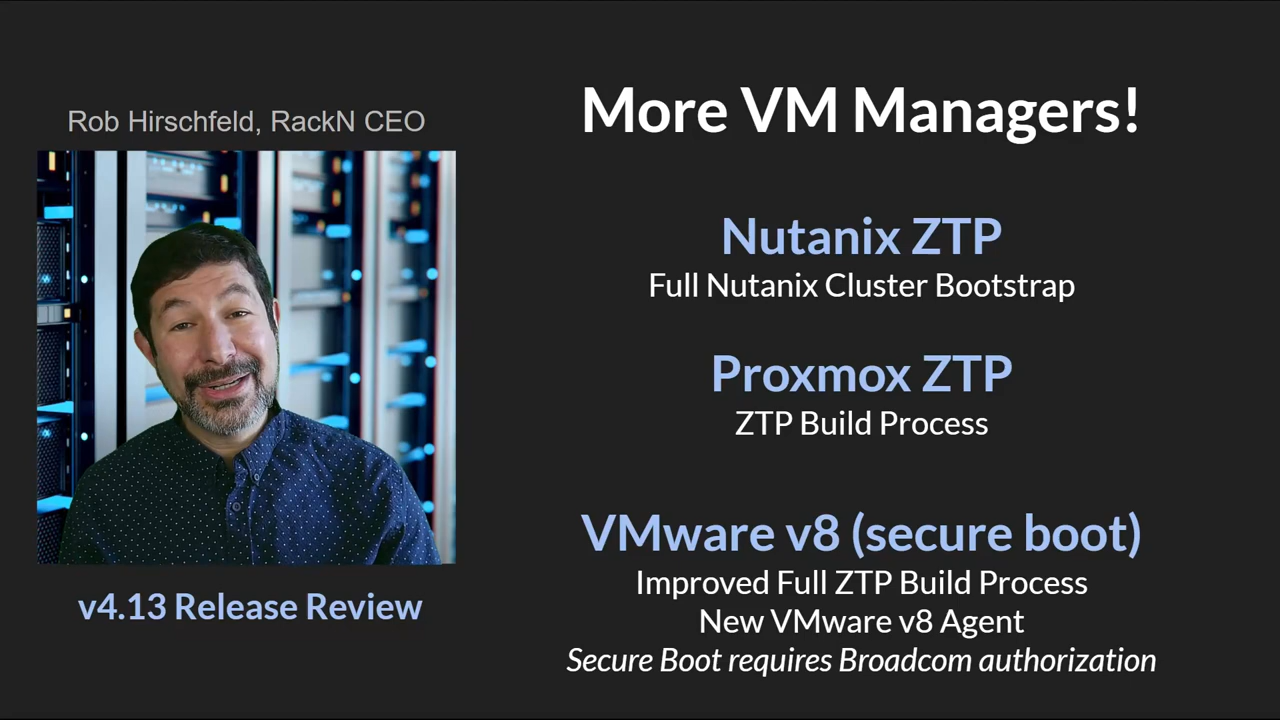 Rob Hirschfeld, RackN CEO
v4.13 Release Review
More VM Managers!
Nutanix ZTP
Full Nutanix Cluster Bootstrap
Proxmox ZTP
ZTP Build Process
VMware v8 (secure boot)
Improved Full ZTP Build Process
New VMware v8 Agent
Secure Boot requires Broadcom authorization